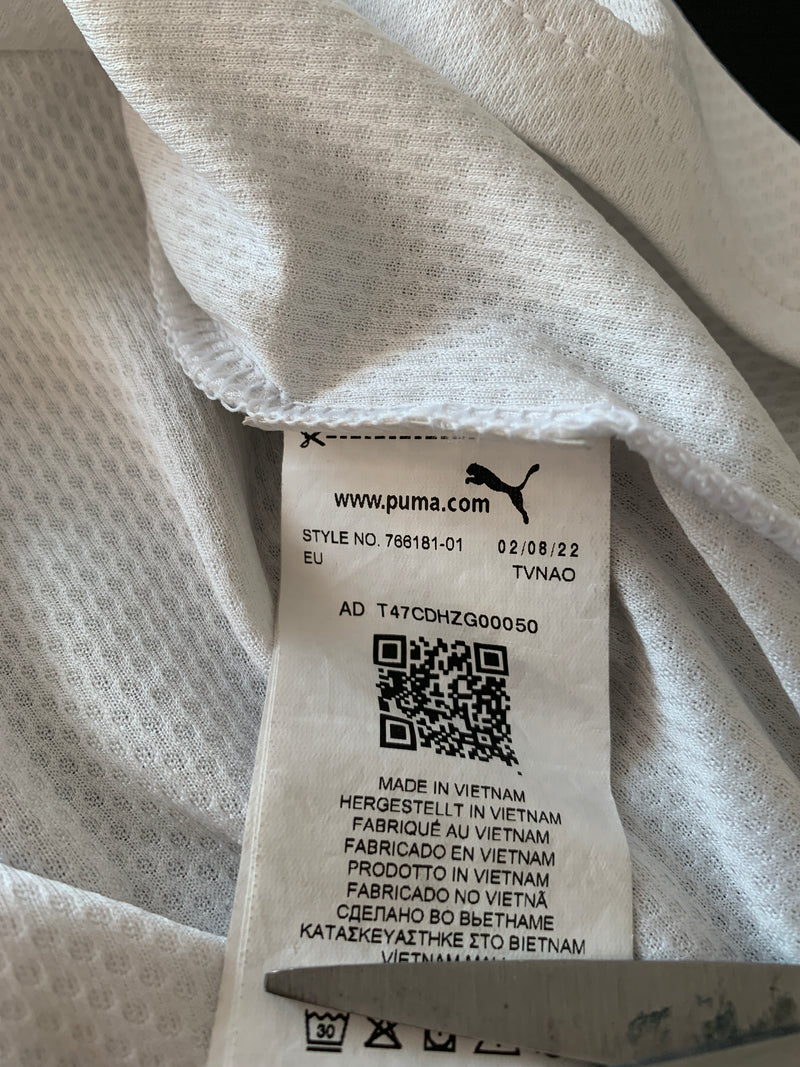 www.puma.com
STYLE NO. 766181-01 02/08/22
EU TVNAO
AD T47CDHZG00050
MADE IN VIETNAM
HERGESTELLT IN VIETNAM
FABRIQUÉ AU VIETNAM
FABRICADO EN VIETNAM
PRODOTTO IN VIETNAM
FABRICADO NO VIETNÃ
СДЕЛАНО ВО ВЬЕТНАМЕ
ΚΑΤΑΣΚΕΥΑΣΤΗΚΕ ΣΤΟ ΒΙΕΤΝΑΜ
30